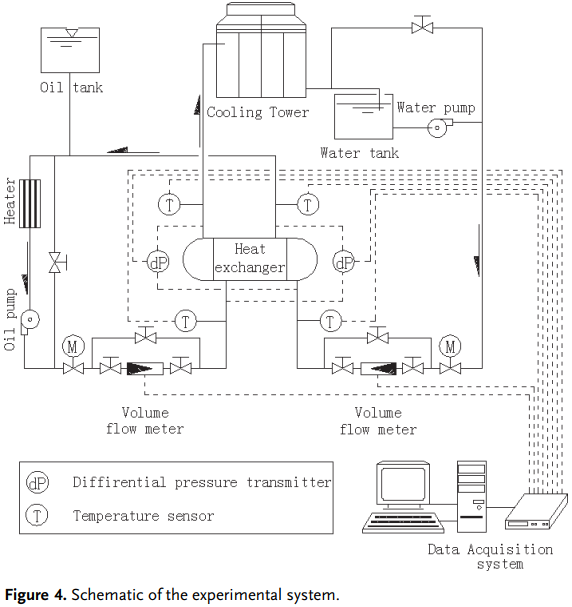 Oil tank
Cooling Tower
Water pump
Water tank
Heater
T
T
Heat
exchanger
dP
dP
Oil pump
T
T
M
M
Volume
flow meter
Volume
flow meter
dP Diffirential pressure transmitter
T Temperature sensor
Data Acquisition
system
Figure 4. Schematic of the experimental system.